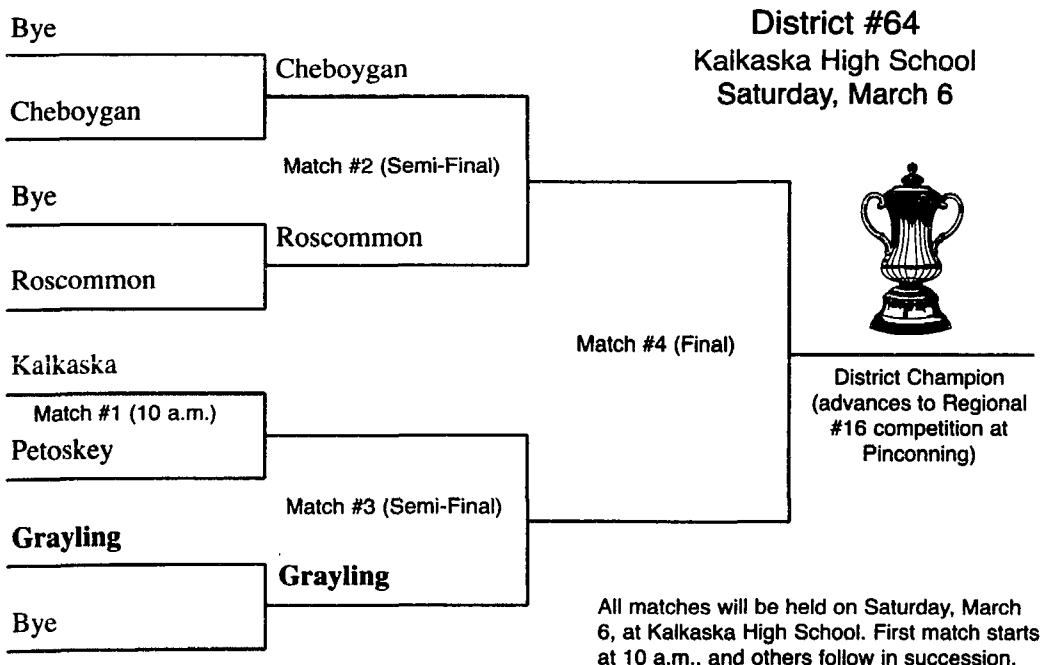 District #64
Kalkaska High School
Saturday, March 6
Bye
Cheboygan
Cheboygan
Match #2 (Semi-Final)
Bye
Roscommon
Roscommon
Match #4 (Final)
Kalkaska
Match #1 (10 a.m.)
Petoskey
District Champion
(advances to Regional
#16 competition at
Pinconning)
Match #3 (Semi-Final)
Grayling
Grayling
Bye
All matches will be held on Saturday, March
6, at Kalkaska High School. First match starts
at 10 a.m., and others follow in succession.